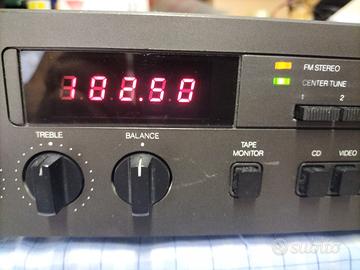 102.50
FM STEREO
CENTER TUNE
1 2
TREBLE
BALANCE
TAPE
MONITOR
CD
VIDEO
subito